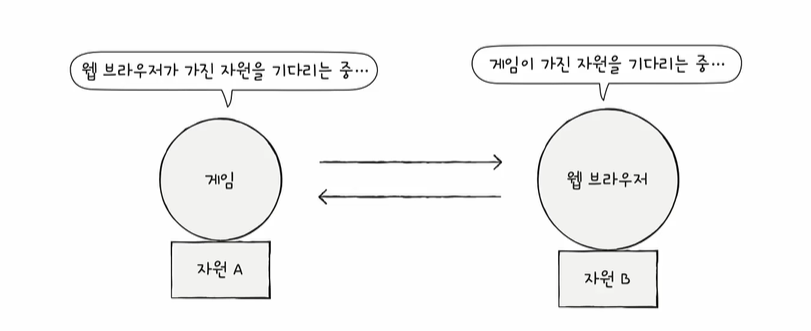 웹 브라우저가 가진 자원을 기다리는 중…
게임이 가진 자원을 기다리는 중…
게임
웹 브라우저
자원 A
자원 B